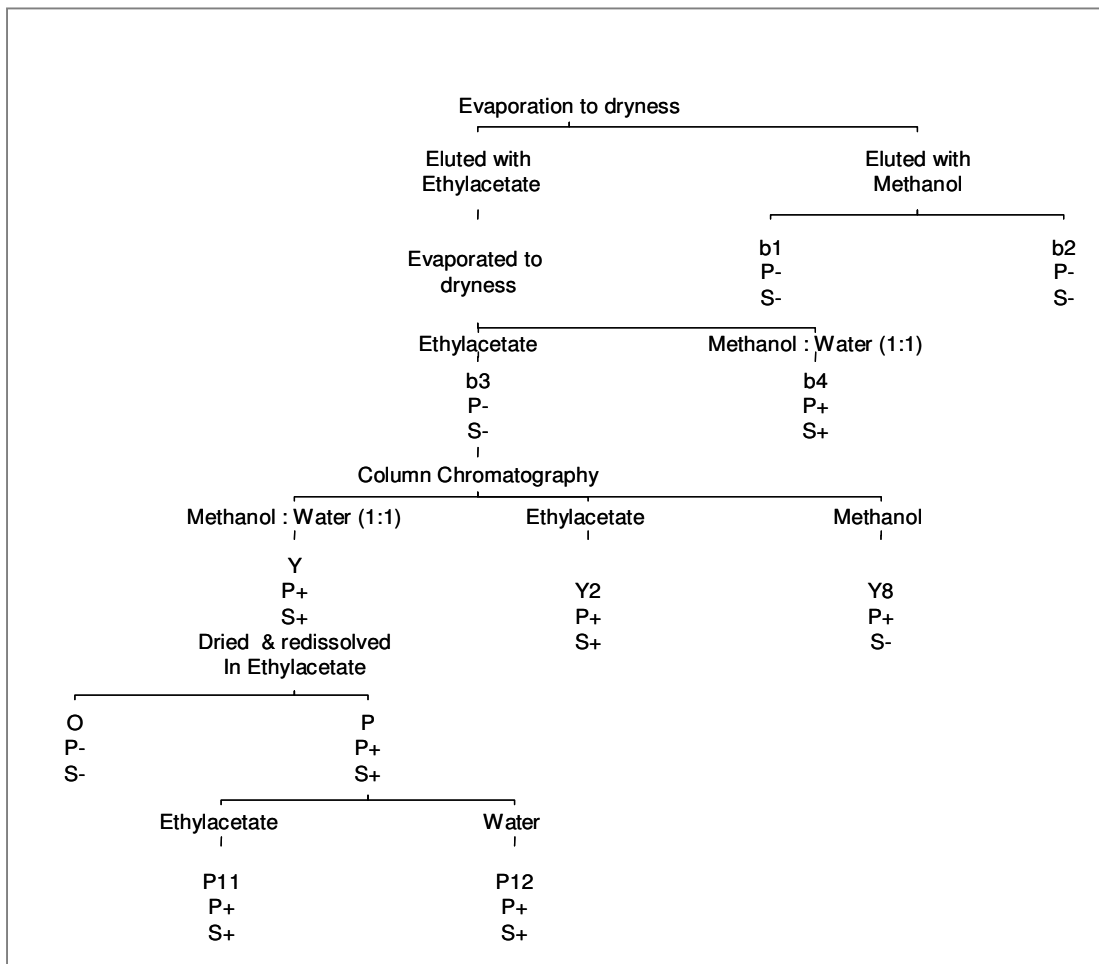 Evaporation to dryness
Eluted with
Ethylacetate
Eluted with
Methanol
Evaporated to
dryness
b1
P-
S-
b2
P-
S-
Ethylacetate
b3
P-
S-
Methanol : Water (1:1)
b4
P+
S+
Column Chromatography
Methanol : Water (1:1)
Y
P+
S+
Dried & redissolved
In Ethylacetate
Ethylacetate
Y2
P+
S+
Methanol
Y8
P+
S-
O
P-
S-
P
P+
S+
Ethylacetate
P11
P+
S+
Water
P12
P+
S+